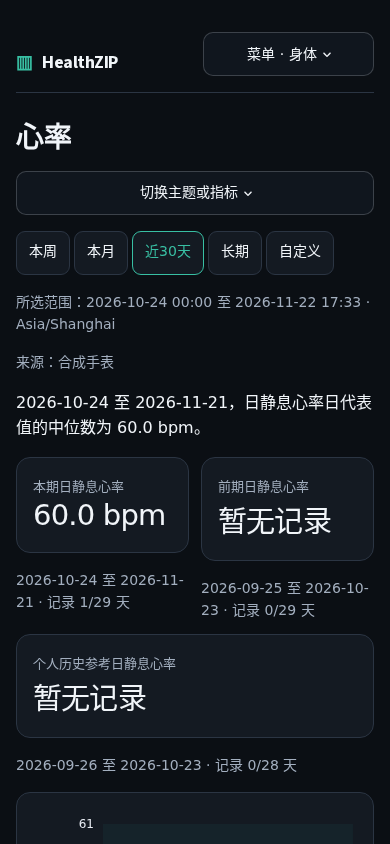 HealthZIP
菜单 · 身体
心率
切换主题或指标
本周
本月
近30天
长期
自定义
所选范围：2026-10-24 00:00 至 2026-11-22 17:33 ·
Asia/Shanghai
来源：合成手表
2026-10-24 至 2026-11-21，日静息心率日代表
值的中位数为 60.0 bpm。
本期日静息心率
60.0 bpm
2026-10-24 至 2026-11-
21 · 记录 1/29 天
前期日静息心率
暂无记录
2026-09-25 至 2026-10-
23 · 记录 0/29 天
个人历史参考日静息心率
暂无记录
2026-09-26 至 2026-10-23 · 记录 0/28 天
61